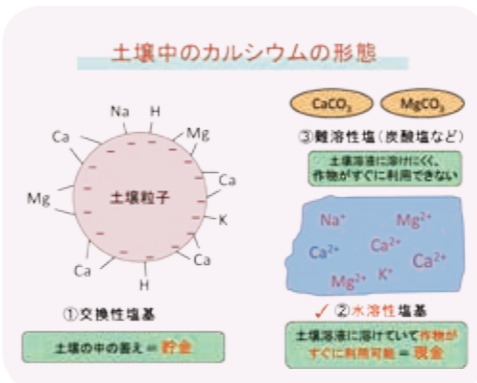 土壌中のカルシウムの形態
Na H
Ca Mg
Mg Ca
土壌粒子
K
Ca Ca
H
①交換性塩基
土壌の中の蓄え = 貯金
CaCO₃ MgCO₃
③難溶性塩(炭酸塩など)
土壌溶液に溶けにくく、
作物がすぐに利用できない
Na⁺ Mg²⁺
Ca²⁺ Ca²⁺ Ca²⁺
Mg²⁺ K⁺
✓ ②水溶性塩基
土壌溶液に溶けていて作物が
すぐに利用可能 = 現金